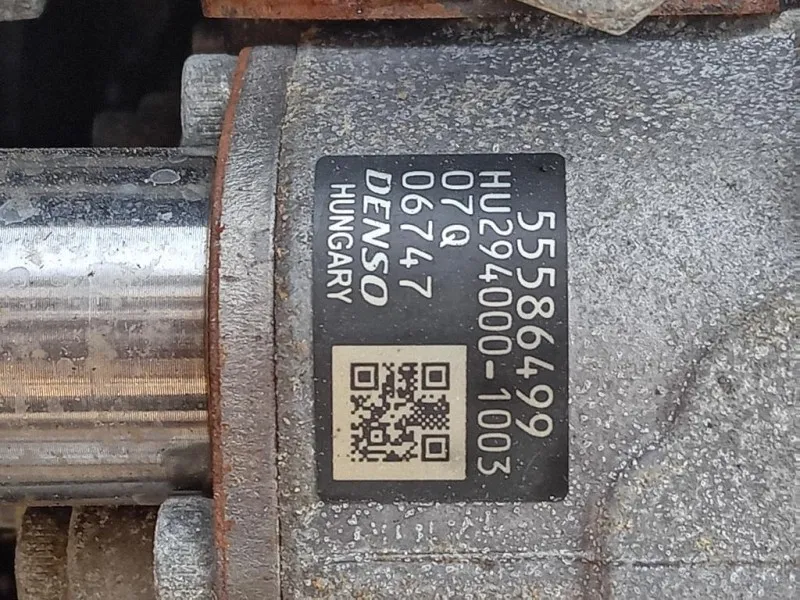 55586499
HU294000-1003
07Q
06747
DENSO
HUNGARY